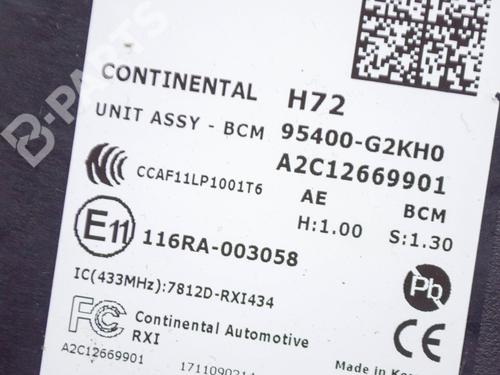 B-PARTS
CONTINENTAL H72
UNIT ASSY - BCM 95400-G2KH0
A2C12669901
CCAF11LP1001T6 AE BCM
H:1.00 S:1.30
E11 116RA-003058
IC(433MHz):7812D-RXI434
Pb
FC Continental Automotive
RXI
CE
A2C12669901
Made in